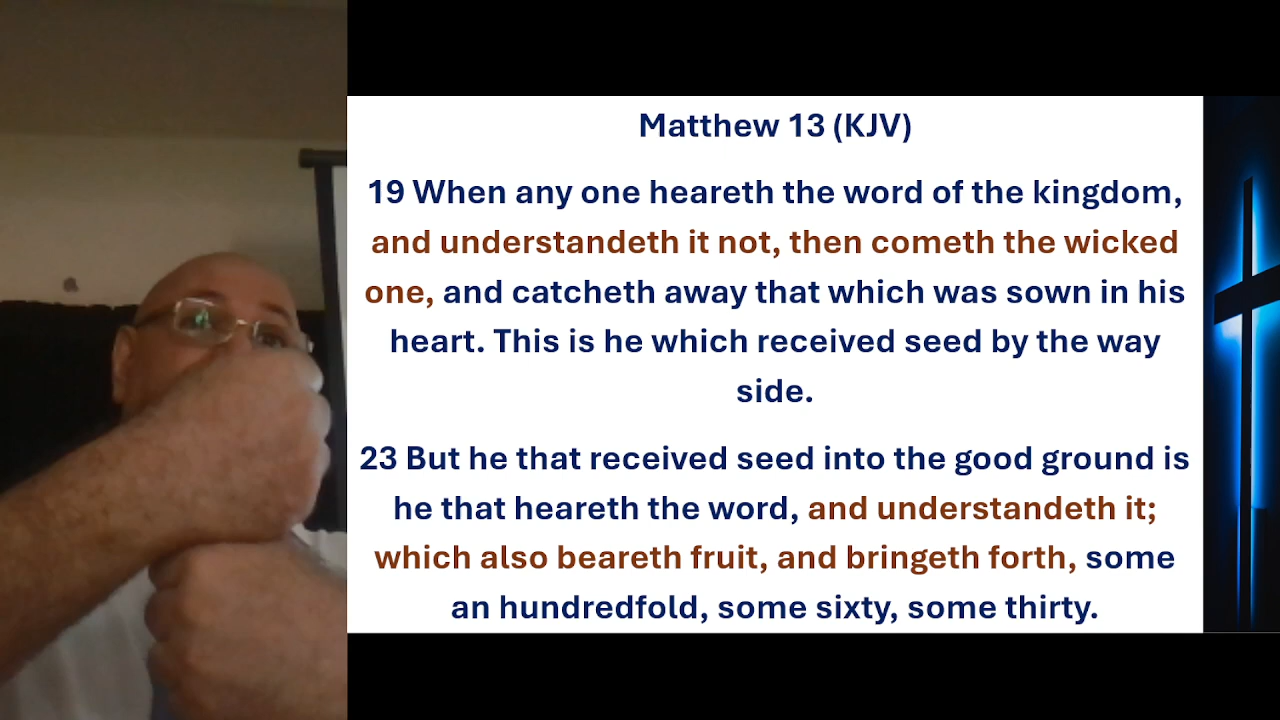 Matthew 13 (KJV)
19 When any one heareth the word of the kingdom,
and understandeth it not, then cometh the wicked
one, and catcheth away that which was sown in his
heart. This is he which received seed by the way
side.
23 But he that received seed into the good ground is
he that heareth the word, and understandeth it;
which also beareth fruit, and bringeth forth, some
an hundredfold, some sixty, some thirty.